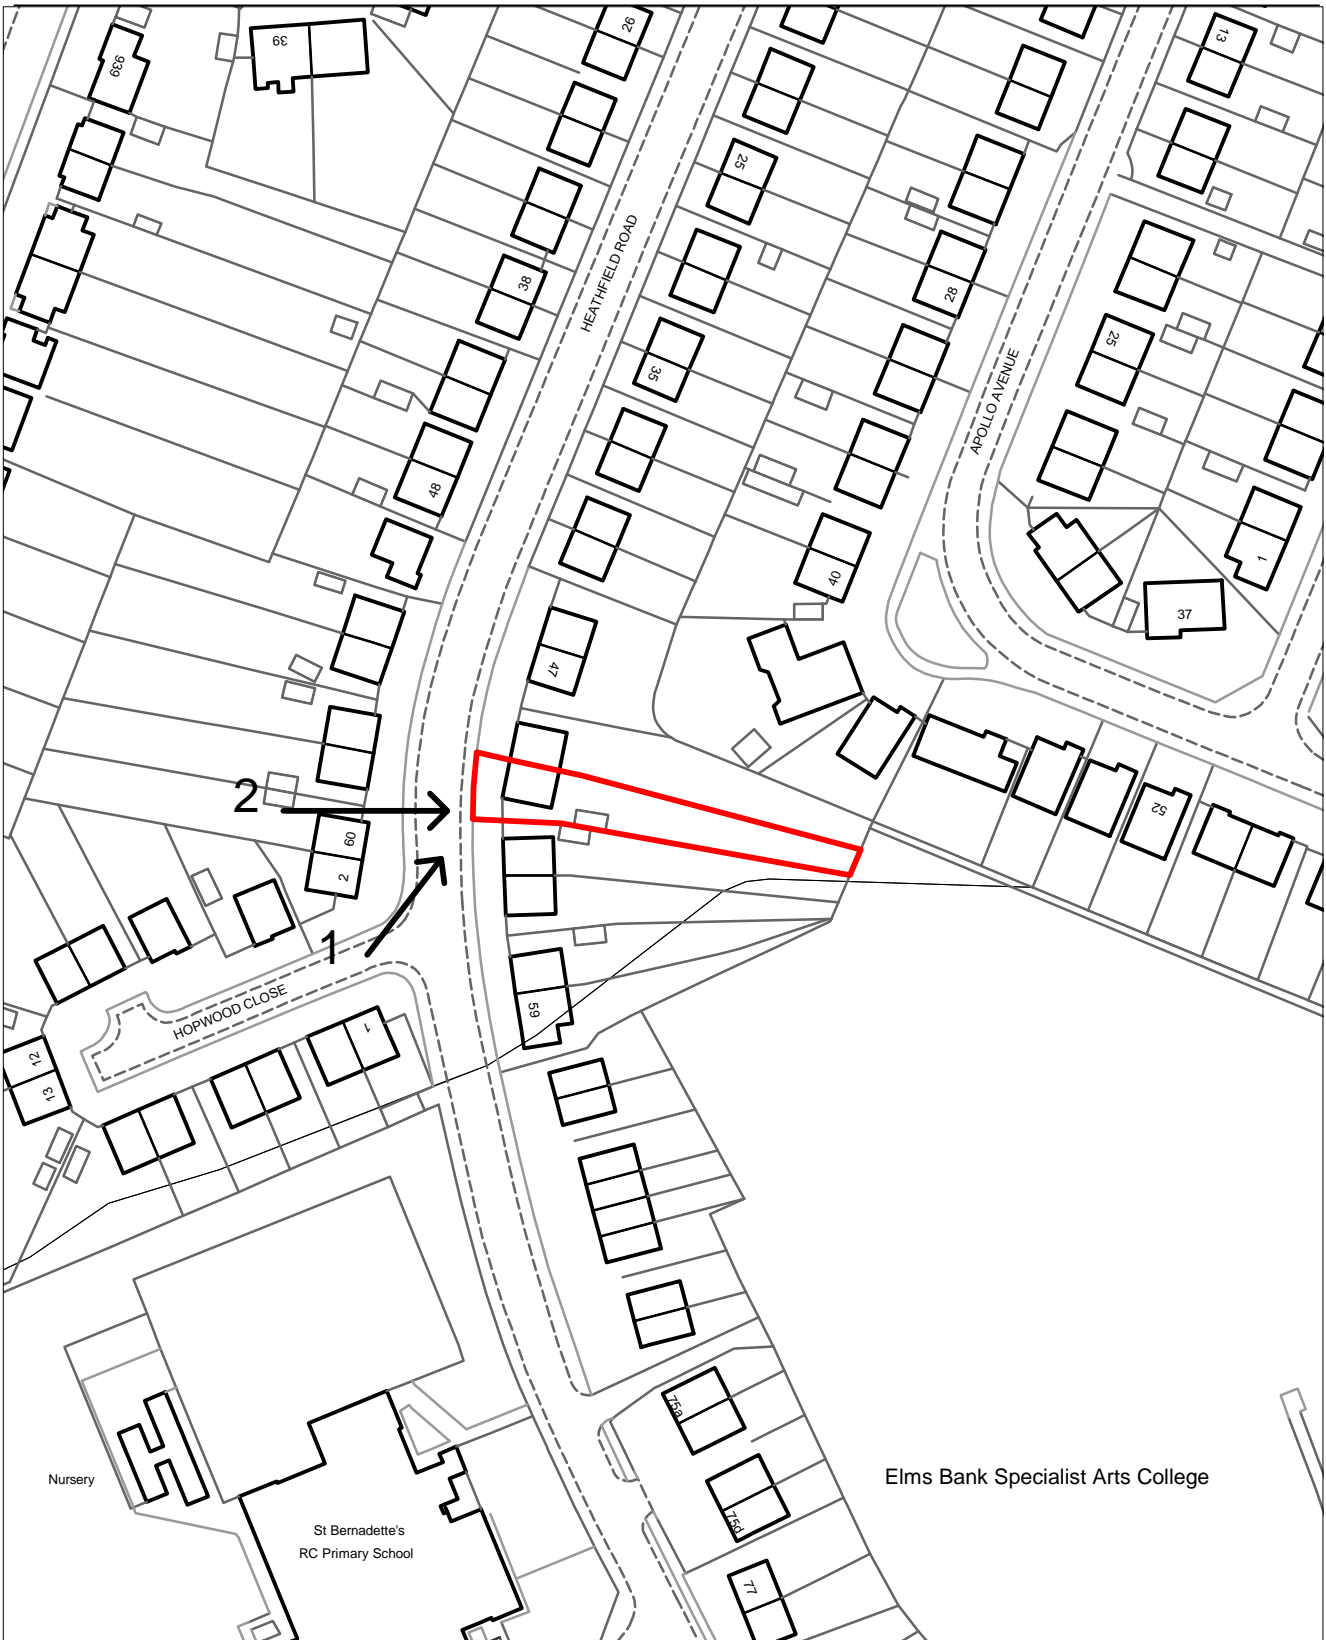 939
39
26
13
25
HEATHFIELD ROAD
38
28
35
25
APOLLO AVENUE
48
40
1
37
47
2
52
60
2
1
HOPWOOD CLOSE
59
1
12
13
75a
Nursery
Elms Bank Specialist Arts College
75d
St Bernadette's
RC Primary School
77